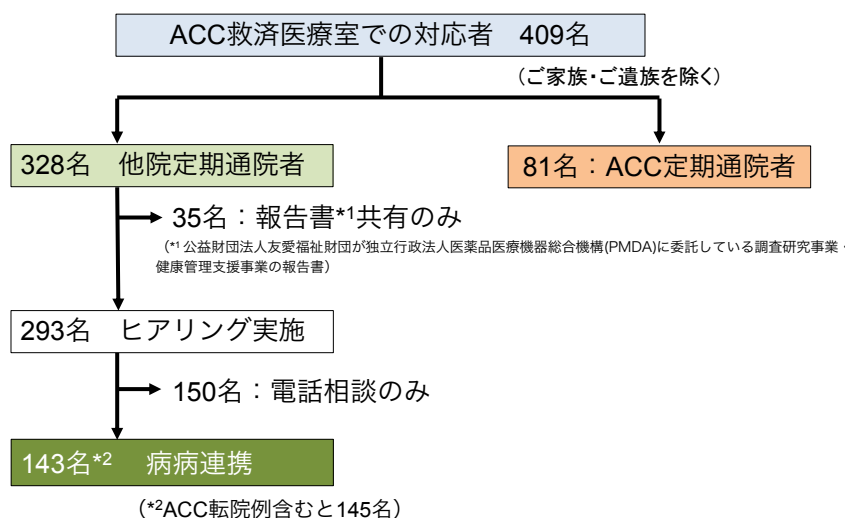 ACC救済医療室での対応者　409名
（ご家族・ご遺族を除く）
328名　他院定期通院者
81名：ACC定期通院者
35名：報告書*1共有のみ
（*1 公益財団法人友愛福祉財団が独立行政法人医薬品医療機器総合機構(PMDA)に委託している調査研究事業・
健康管理支援事業の報告書）
293名　ヒアリング実施
150名：電話相談のみ
143名*2　病病連携
（*2ACC転院例含むと145名）